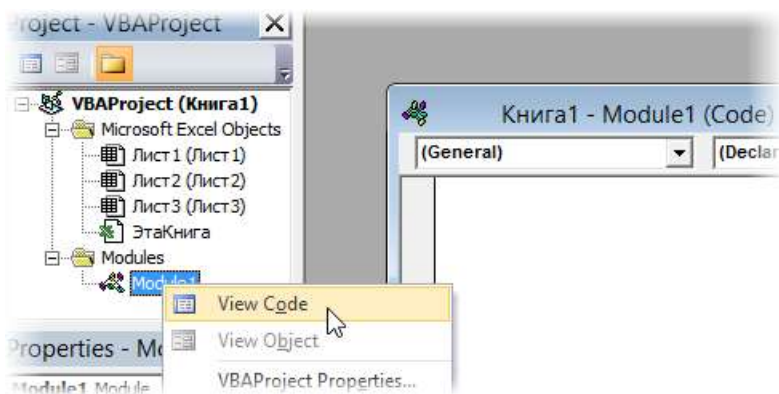 Project - VBAProject
VBAProject (Книга1)
Microsoft Excel Objects
Лист1 (Лист1)
Лист2 (Лист2)
Лист3 (Лист3)
ЭтаКнига
Modules
Module1
View Code
View Object
VBAProject Properties...
Properties - Mo
Module1 Module
Книга1 - Module1 (Code)
(General)
(Declar